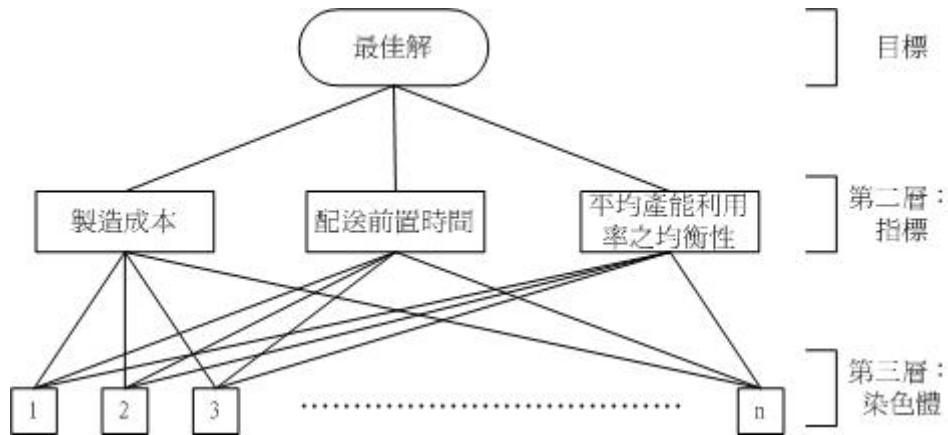 最佳解
目標
製造成本
配送前置時間
平均產能利用
率之均衡性
第二層：
指標
1
2
3
n
第三層：
染色體